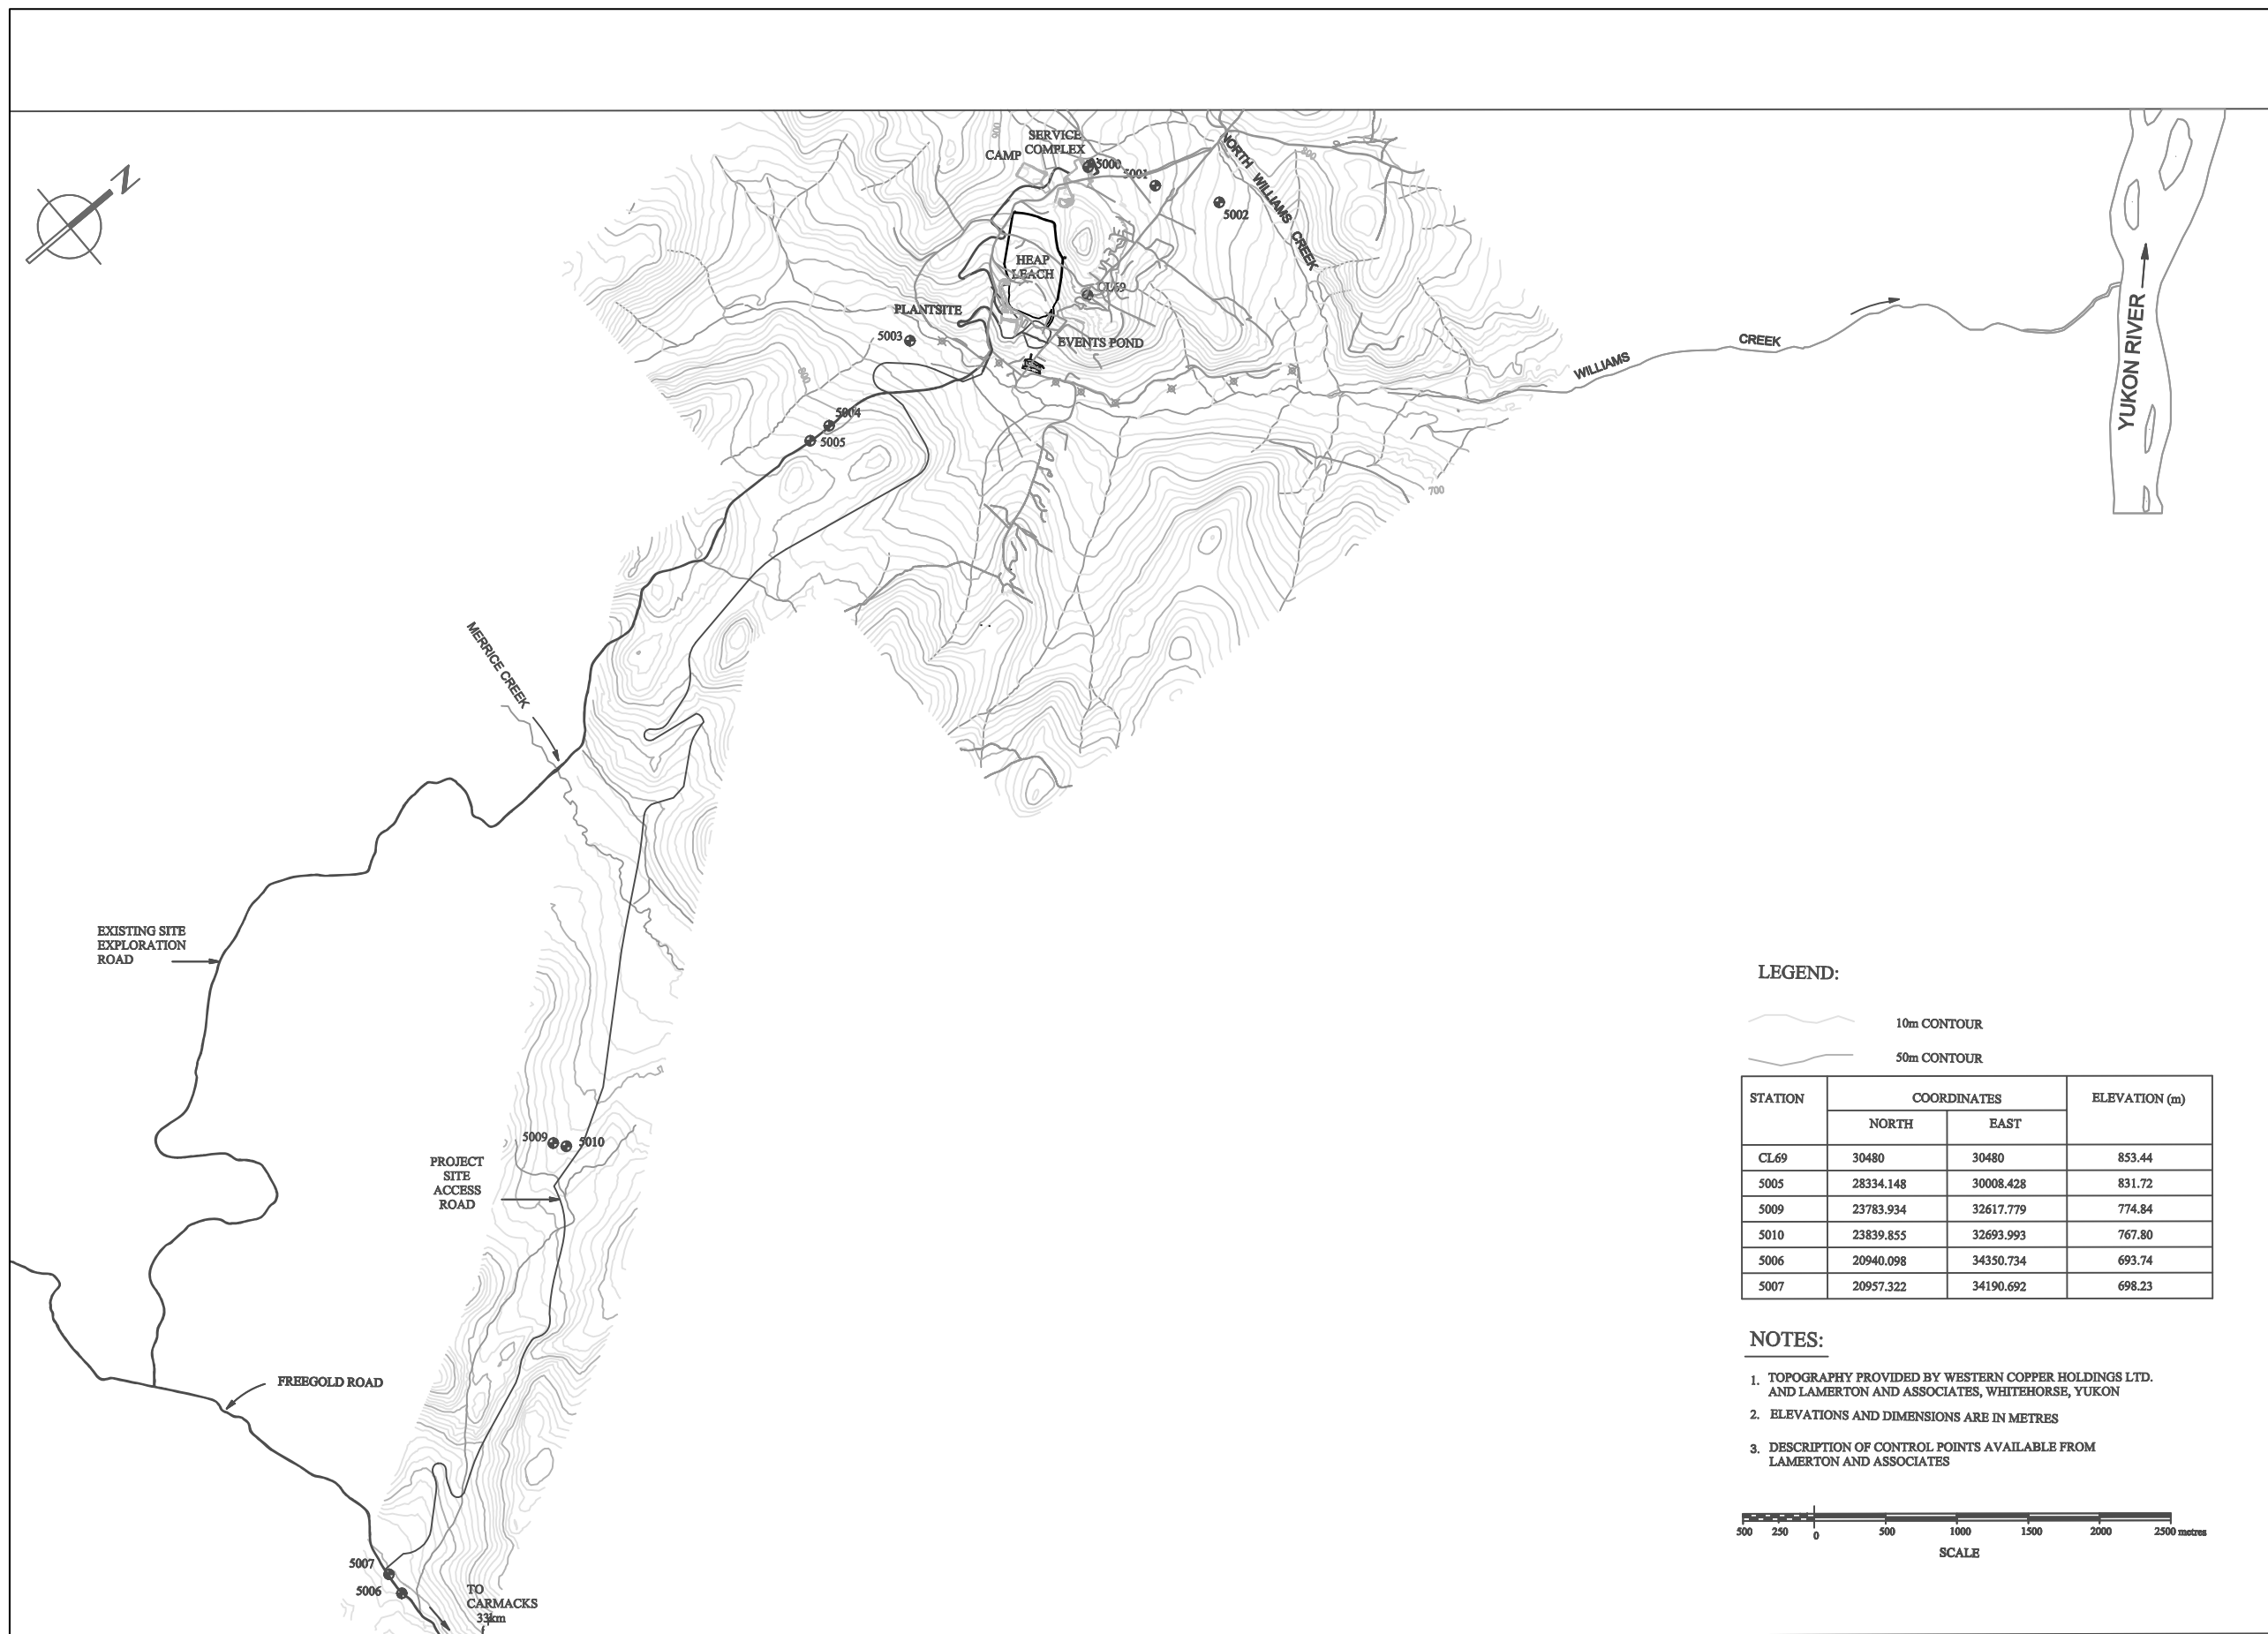 N
SERVICE
COMPLEX
CAMP
900
5000
5001
5002
NORTH WILLIAMS CREEK
800
HEAP
LEACH
CL69
PLANTSITE
5003
EVENTS POND
800
5004
5005
WILLIAMS
CREEK
YUKON RIVER
700
MERRICE CREEK
EXISTING SITE
EXPLORATION
ROAD
5009
5010
PROJECT
SITE
ACCESS
ROAD
FREEGOLD ROAD
5007
5006
TO
CARMACKS
33km
LEGEND:
10m CONTOUR
50m CONTOUR
STATION COORDINATES ELEVATION (m)
NORTH EAST
CL69 30480 30480 853.44
5005 28334.148 30008.428 831.72
5009 23783.934 32617.779 774.84
5010 23839.855 32693.993 767.80
5006 20940.098 34350.734 693.74
5007 20957.322 34190.692 698.23
NOTES:
1. TOPOGRAPHY PROVIDED BY WESTERN COPPER HOLDINGS LTD.
AND LAMERTON AND ASSOCIATES, WHITEHORSE, YUKON
2. ELEVATIONS AND DIMENSIONS ARE IN METRES
3. DESCRIPTION OF CONTROL POINTS AVAILABLE FROM
LAMERTON AND ASSOCIATES
500 250 0 500 1000 1500 2000 2500 metres
SCALE